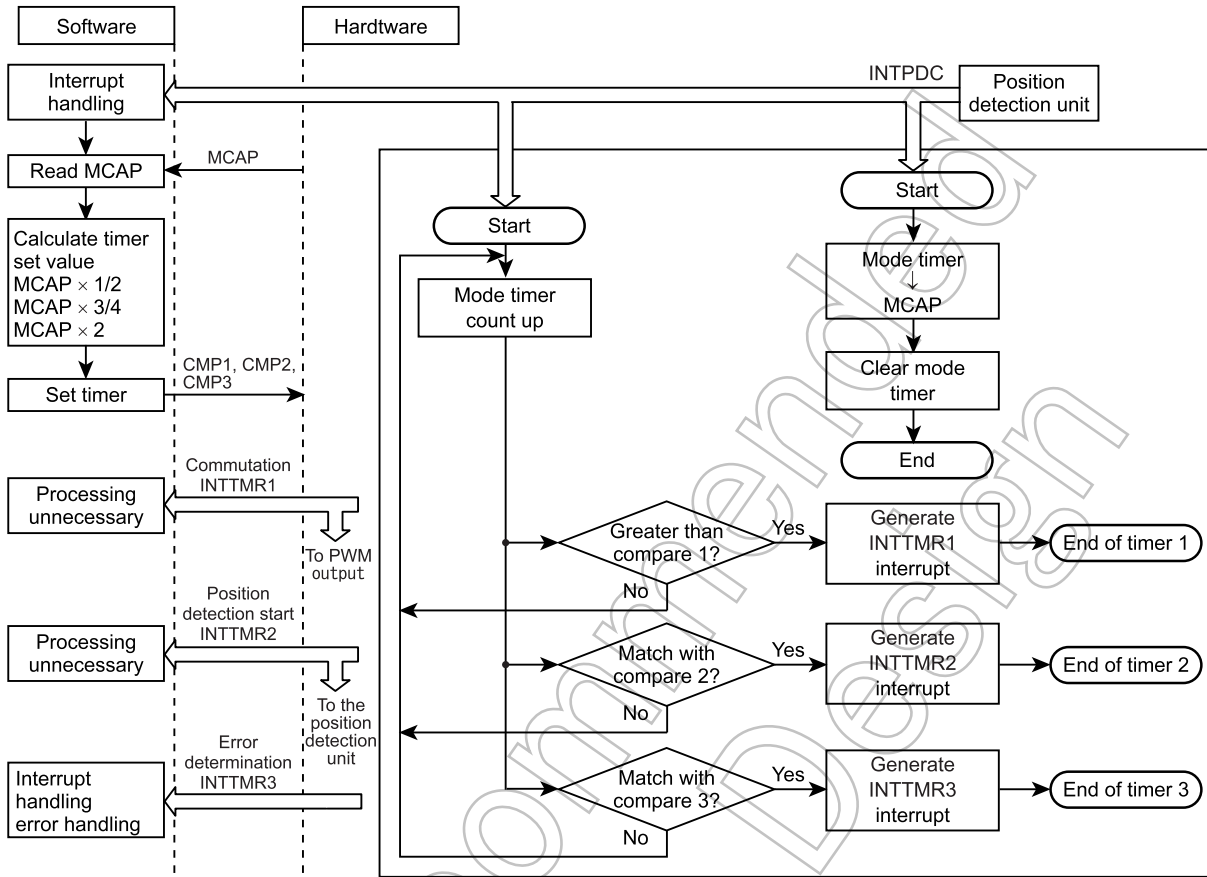 Software
Hardtware
INTPDC
Interrupt
handling
Position
detection unit
Read MCAP
MCAP
Start
Start
Calculate timer
set value
MCAP × 1/2
MCAP × 3/4
MCAP × 2
Mode timer
count up
Mode timer
↓
MCAP
Clear mode
timer
Set timer
CMP1, CMP2,
CMP3
End
Processing
unnecessary
Commutation
INTTMR1
To PWM
output
Greater than
compare 1?
Yes
No
Generate
INTTMR1
interrupt
End of timer 1
Processing
unnecessary
Position
detection start
INTTMR2
To the
position
detection
unit
Match with
compare 2?
Yes
No
Generate
INTTMR2
interrupt
End of timer 2
Interrupt
handling
error handling
Error
determination
INTTMR3
Match with
compare 3?
Yes
No
Generate
INTTMR3
interrupt
End of timer 3
ommended
Design